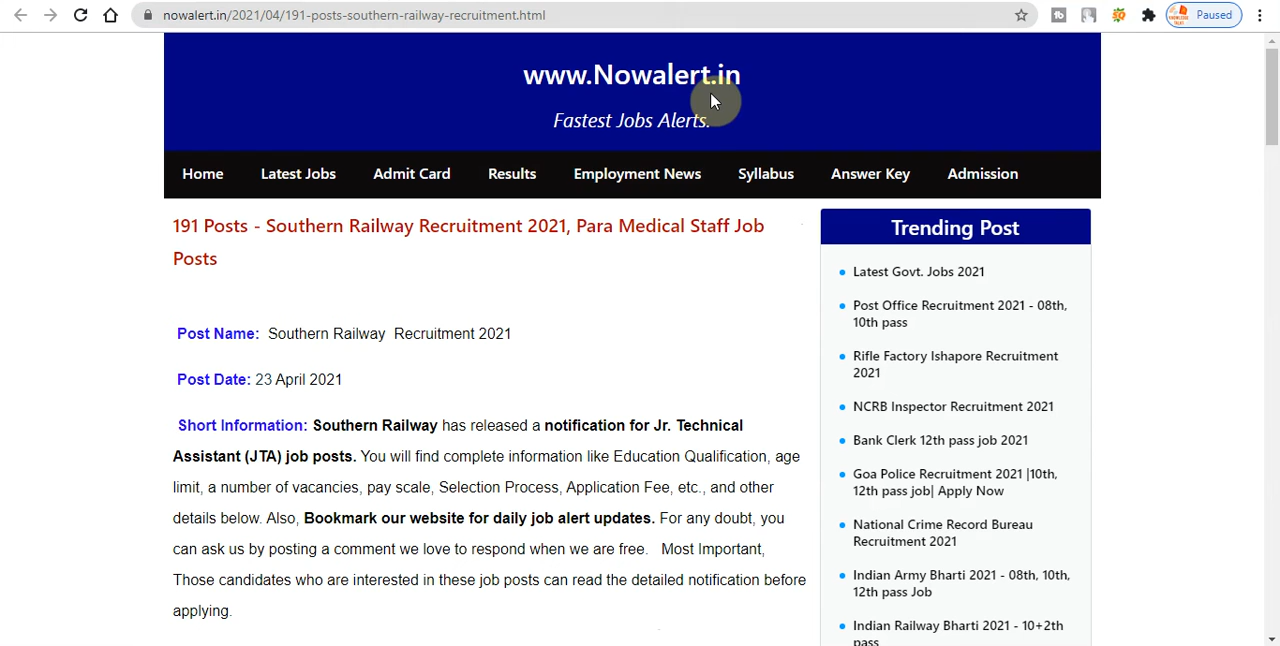 nowalert.in/2021/04/191-posts-southern-railway-recruitment.html
Paused
www.Nowalert.in
Fastest Jobs Alerts.
Home Latest Jobs Admit Card Results Employment News Syllabus Answer Key Admission
191 Posts - Southern Railway Recruitment 2021, Para Medical Staff Job
Posts
Post Name: Southern Railway Recruitment 2021
Post Date: 23 April 2021
Short Information: Southern Railway has released a notification for Jr. Technical
Assistant (JTA) job posts. You will find complete information like Education Qualification, age
limit, a number of vacancies, pay scale, Selection Process, Application Fee, etc., and other
details below. Also, Bookmark our website for daily job alert updates. For any doubt, you
can ask us by posting a comment we love to respond when we are free. Most Important,
Those candidates who are interested in these job posts can read the detailed notification before
applying.
Trending Post
Latest Govt. Jobs 2021
Post Office Recruitment 2021 - 08th,
10th pass
Rifle Factory Ishapore Recruitment
2021
NCRB Inspector Recruitment 2021
Bank Clerk 12th pass job 2021
Goa Police Recruitment 2021 |10th,
12th pass job| Apply Now
National Crime Record Bureau
Recruitment 2021
Indian Army Bharti 2021 - 08th, 10th,
12th pass Job
Indian Railway Bharti 2021 - 10+2th
pass